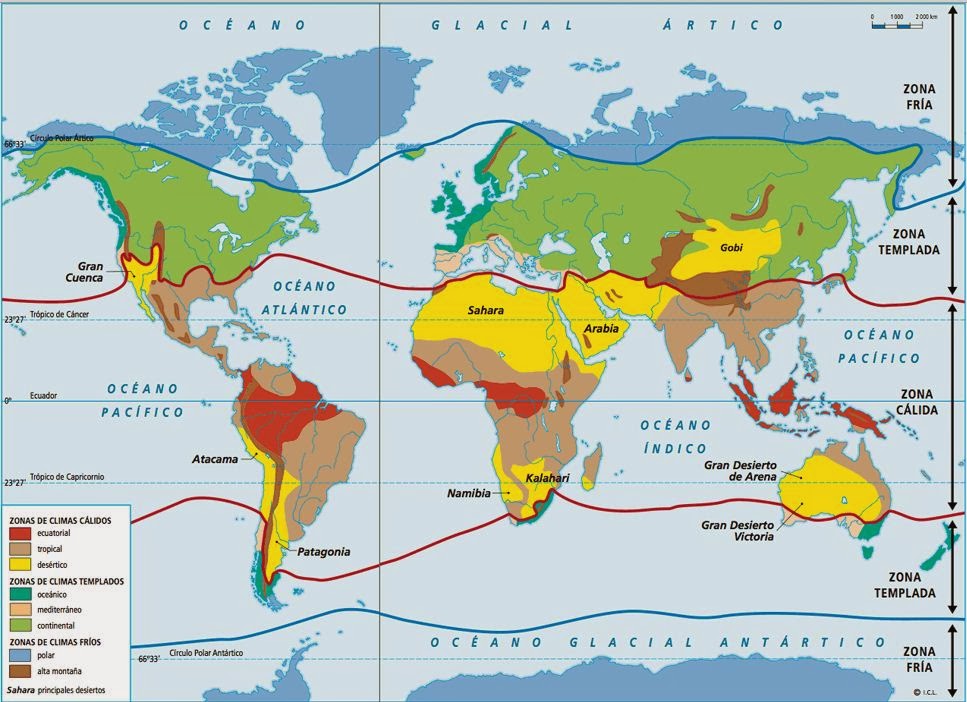 OCÉANO GLACIAL ÁRTICO
0 1000 2000 km
ZONA
FRÍA
Círculo Polar Ático
66°33'
ZONA
TEMPLADA
Gobi
Gran
Cuenca
OCÉANO
ATLÁNTICO
Trópico de Cáncer
23°27'
Sahara
Arabia
OCÉANO
PACÍFICO
OCÉANO
PACÍFICO
Ecuador
0°
ZONA
CÁLIDA
OCÉANO
ÍNDICO
Atacama
Trópico de Capricornio
23°27'
Kalahari
Namibia
Gran Desierto
de Arena
Gran Desierto
Victoria
Patagonia
ZONA
TEMPLADA
ZONAS DE CLIMAS CÁLIDOS
ecuatorial
tropical
desértico
ZONAS DE CLIMAS TEMPLADOS
oceánico
mediterráneo
continental
ZONAS DE CLIMAS FRÍOS
polar
alta montaña
Sahara principales desiertos
OCÉANO GLACIAL ANTÁRTICO
Círculo Polar Antártico
66°33'
ZONA
FRÍA
© I.C.L.